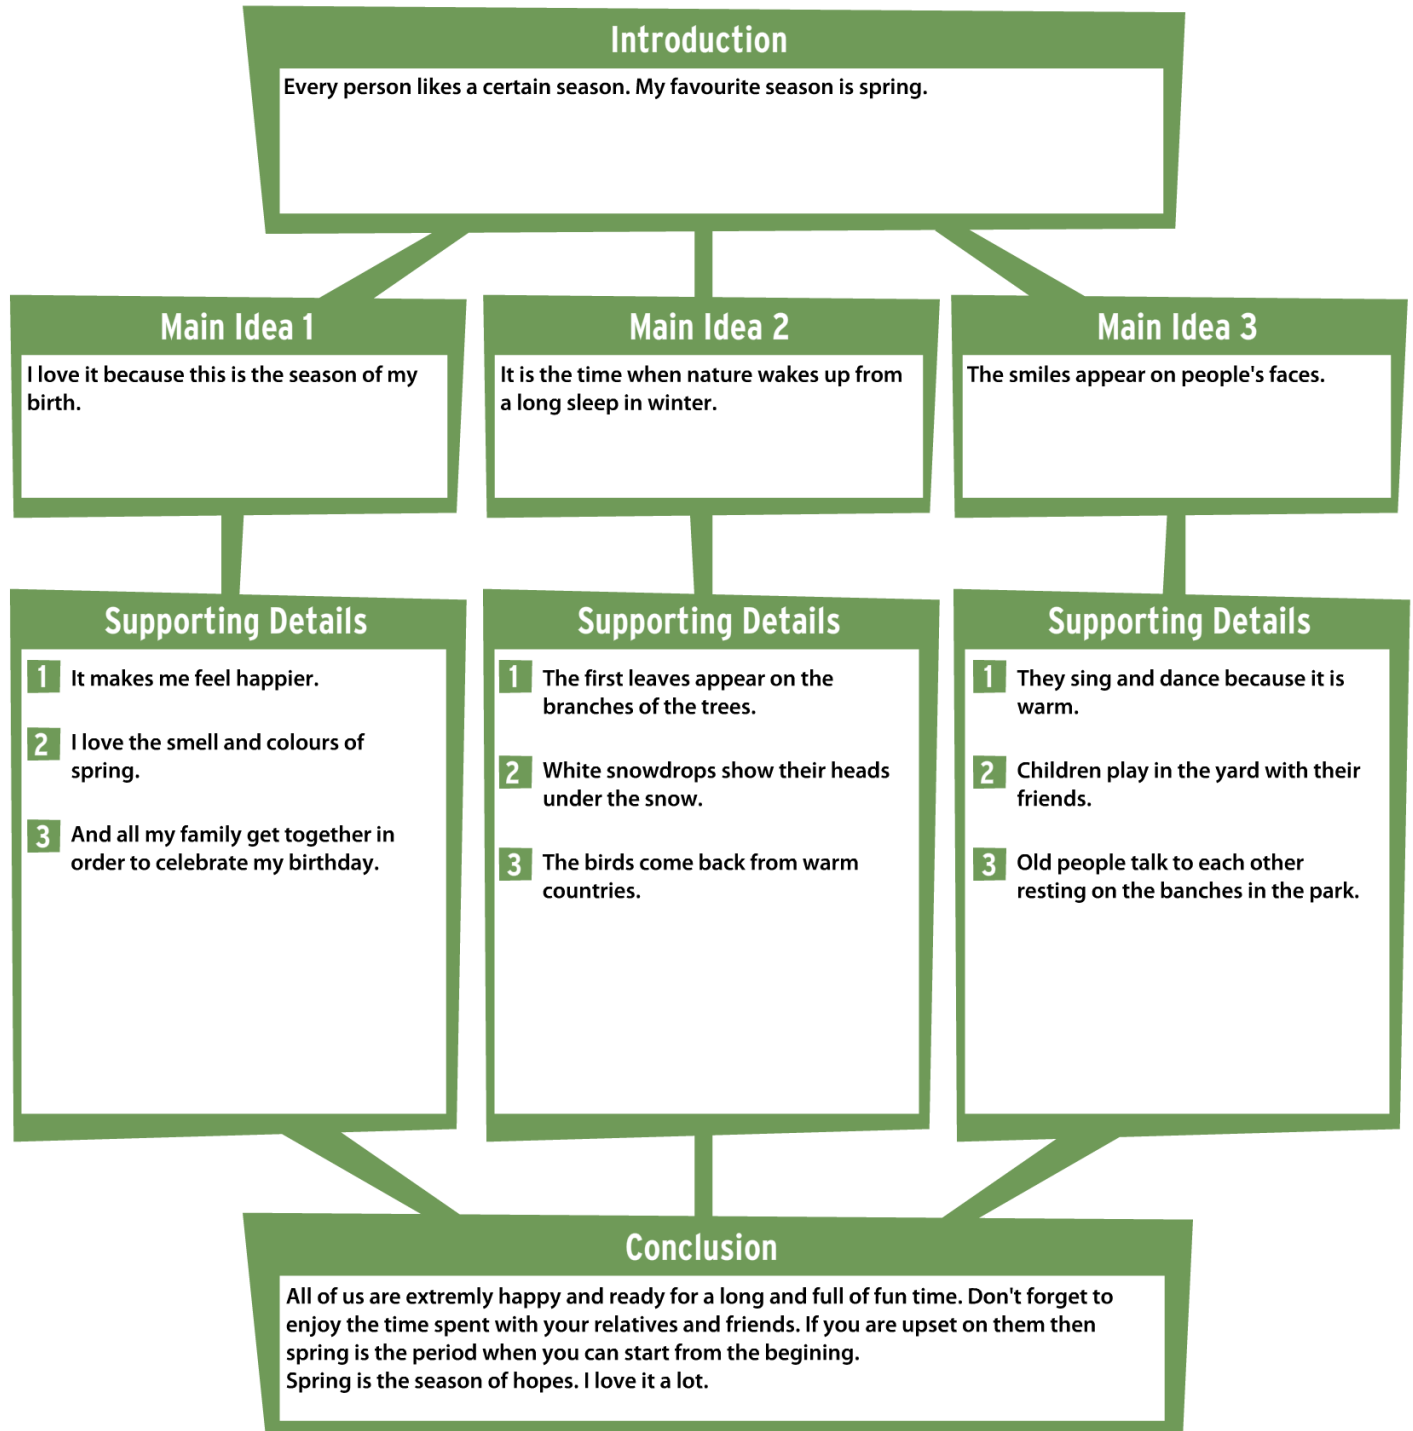 Introduction
Every person likes a certain season. My favourite season is spring.
Main Idea 1
I love it because this is the season of my
birth.
Main Idea 2
It is the time when nature wakes up from
a long sleep in winter.
Main Idea 3
The smiles appear on people's faces.
Supporting Details
1 It makes me feel happier.
2 I love the smell and colours of
spring.
3 And all my family get together in
order to celebrate my birthday.
Supporting Details
1 The first leaves appear on the
branches of the trees.
2 White snowdrops show their heads
under the snow.
3 The birds come back from warm
countries.
Supporting Details
1 They sing and dance because it is
warm.
2 Children play in the yard with their
friends.
3 Old people talk to each other
resting on the banches in the park.
Conclusion
All of us are extremly happy and ready for a long and full of fun time. Don't forget to
enjoy the time spent with your relatives and friends. If you are upset on them then
spring is the period when you can start from the begining.
Spring is the season of hopes. I love it a lot.